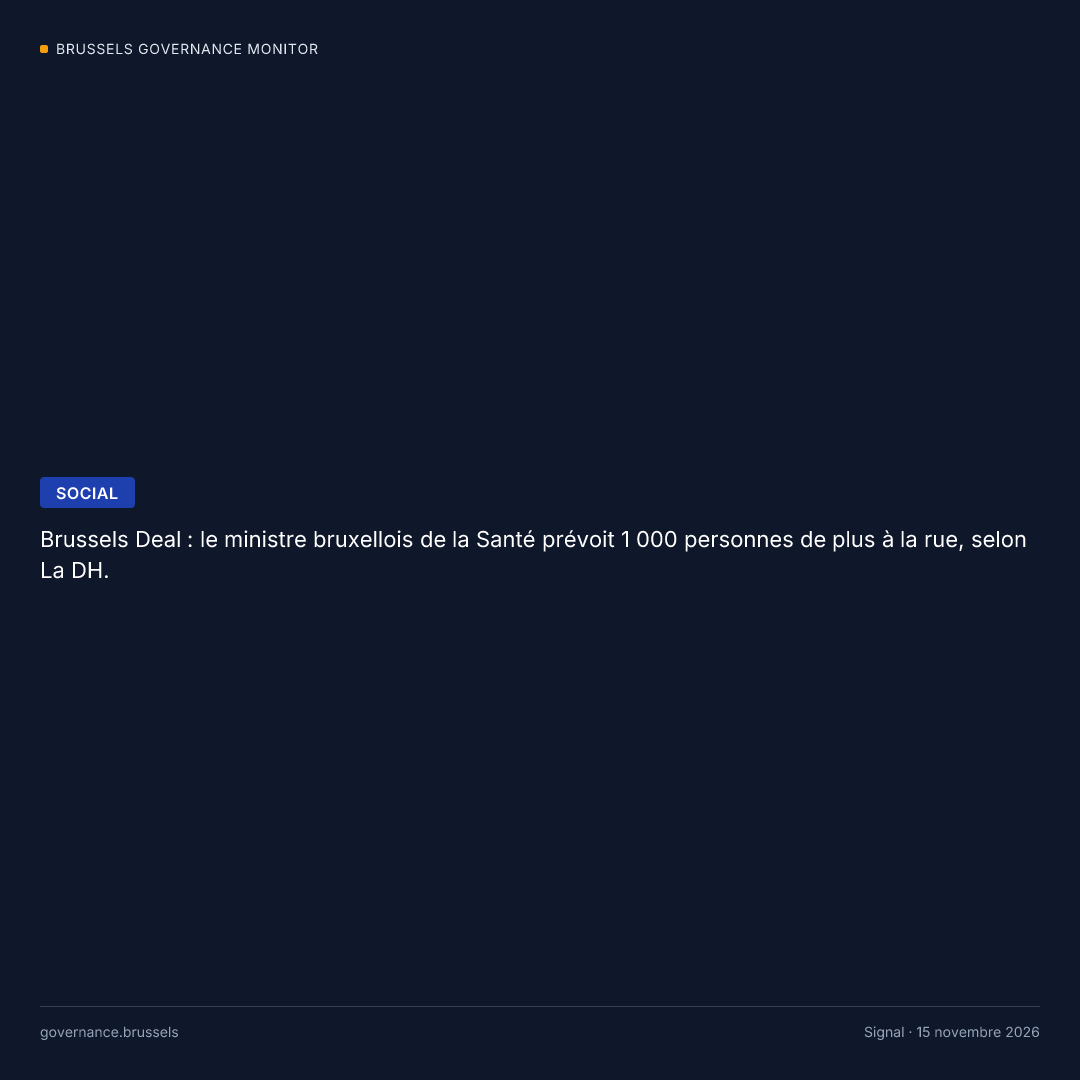 BRUSSELS GOVERNANCE MONITOR
SOCIAL
Brussels Deal : le ministre bruxellois de la Santé prévoit 1 000 personnes de plus à la rue, selon
La DH.
governance.brussels
Signal · 15 novembre 2026